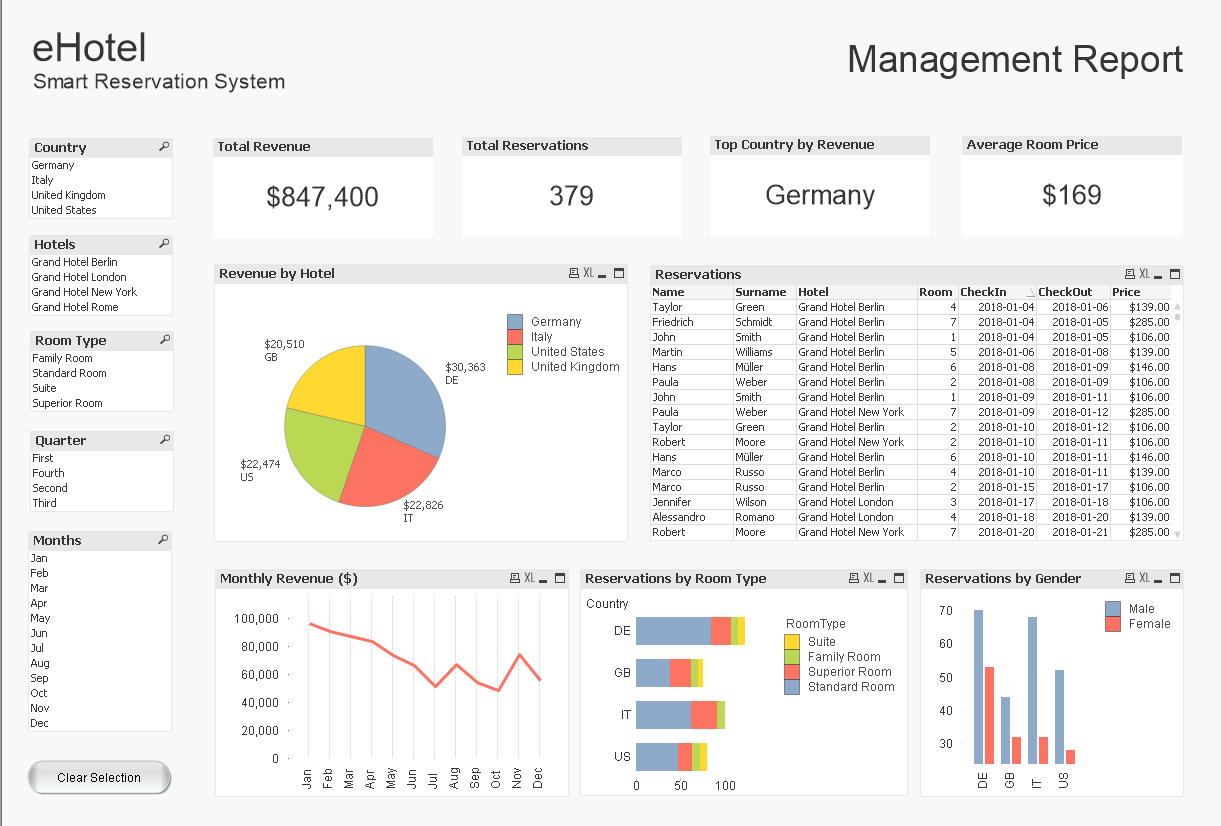 eHotel
Smart Reservation System
Management Report
Country
Germany
Italy
United Kingdom
United States
Hotels
Grand Hotel Berlin
Grand Hotel London
Grand Hotel New York
Grand Hotel Rome
Room Type
Family Room
Standard Room
Suite
Superior Room
Quarter
First
Fourth
Second
Third
Months
Jan
Feb
Mar
Apr
May
Jun
Jul
Aug
Sep
Oct
Nov
Dec
Clear Selection
Total Revenue
$847,400
Total Reservations
379
Top Country by Revenue
Germany
Average Room Price
$169
Revenue by Hotel XL
Germany
Italy
United States
United Kingdom
$20,510
GB
$30,363
DE
$22,474
US
$22,826
IT
Reservations XL
Name Surname Hotel Room CheckIn CheckOut Price
Taylor Green Grand Hotel Berlin 4 2018-01-04 2018-01-06 $139.00
Friedrich Schmidt Grand Hotel Berlin 7 2018-01-04 2018-01-05 $285.00
John Smith Grand Hotel Berlin 1 2018-01-04 2018-01-05 $106.00
Martin Williams Grand Hotel Berlin 5 2018-01-06 2018-01-08 $139.00
Hans Müller Grand Hotel Berlin 6 2018-01-08 2018-01-09 $146.00
Paula Weber Grand Hotel Berlin 2 2018-01-08 2018-01-09 $106.00
John Smith Grand Hotel Berlin 1 2018-01-09 2018-01-11 $106.00
Paula Weber Grand Hotel New York 7 2018-01-09 2018-01-12 $285.00
Taylor Green Grand Hotel Berlin 2 2018-01-10 2018-01-12 $106.00
Robert Moore Grand Hotel New York 2 2018-01-10 2018-01-11 $106.00
Hans Müller Grand Hotel Berlin 6 2018-01-10 2018-01-11 $146.00
Marco Russo Grand Hotel Berlin 4 2018-01-10 2018-01-11 $139.00
Marco Russo Grand Hotel Berlin 2 2018-01-15 2018-01-17 $106.00
Jennifer Wilson Grand Hotel London 3 2018-01-17 2018-01-18 $106.00
Alessandro Romano Grand Hotel London 4 2018-01-18 2018-01-20 $139.00
Robert Moore Grand Hotel New York 7 2018-01-20 2018-01-21 $285.00
Monthly Revenue ($) XL
100,000
80,000
60,000
40,000
20,000
0
Jan Feb Mar Apr May Jun Jul Aug Sep Oct Nov Dec
Reservations by Room Type XL
Country
DE
GB
IT
US
0 50 100
RoomType
Suite
Family Room
Superior Room
Standard Room
Reservations by Gender XL
Male
Female
70
60
50
40
30
DE GB IT US